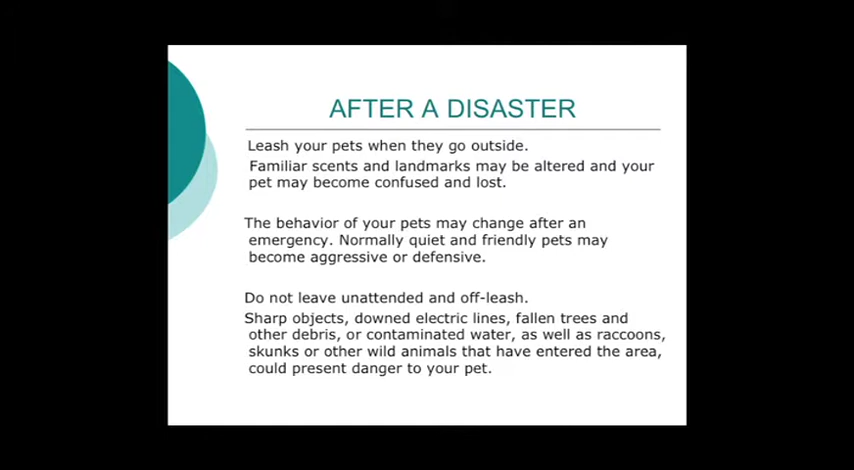 AFTER A DISASTER
Leash your pets when they go outside.
Familiar scents and landmarks may be altered and your
pet may become confused and lost.
The behavior of your pets may change after an
emergency. Normally quiet and friendly pets may
become aggressive or defensive.
Do not leave unattended and off-leash.
Sharp objects, downed electric lines, fallen trees and
other debris, or contaminated water, as well as raccoons,
skunks or other wild animals that have entered the area,
could present danger to your pet.